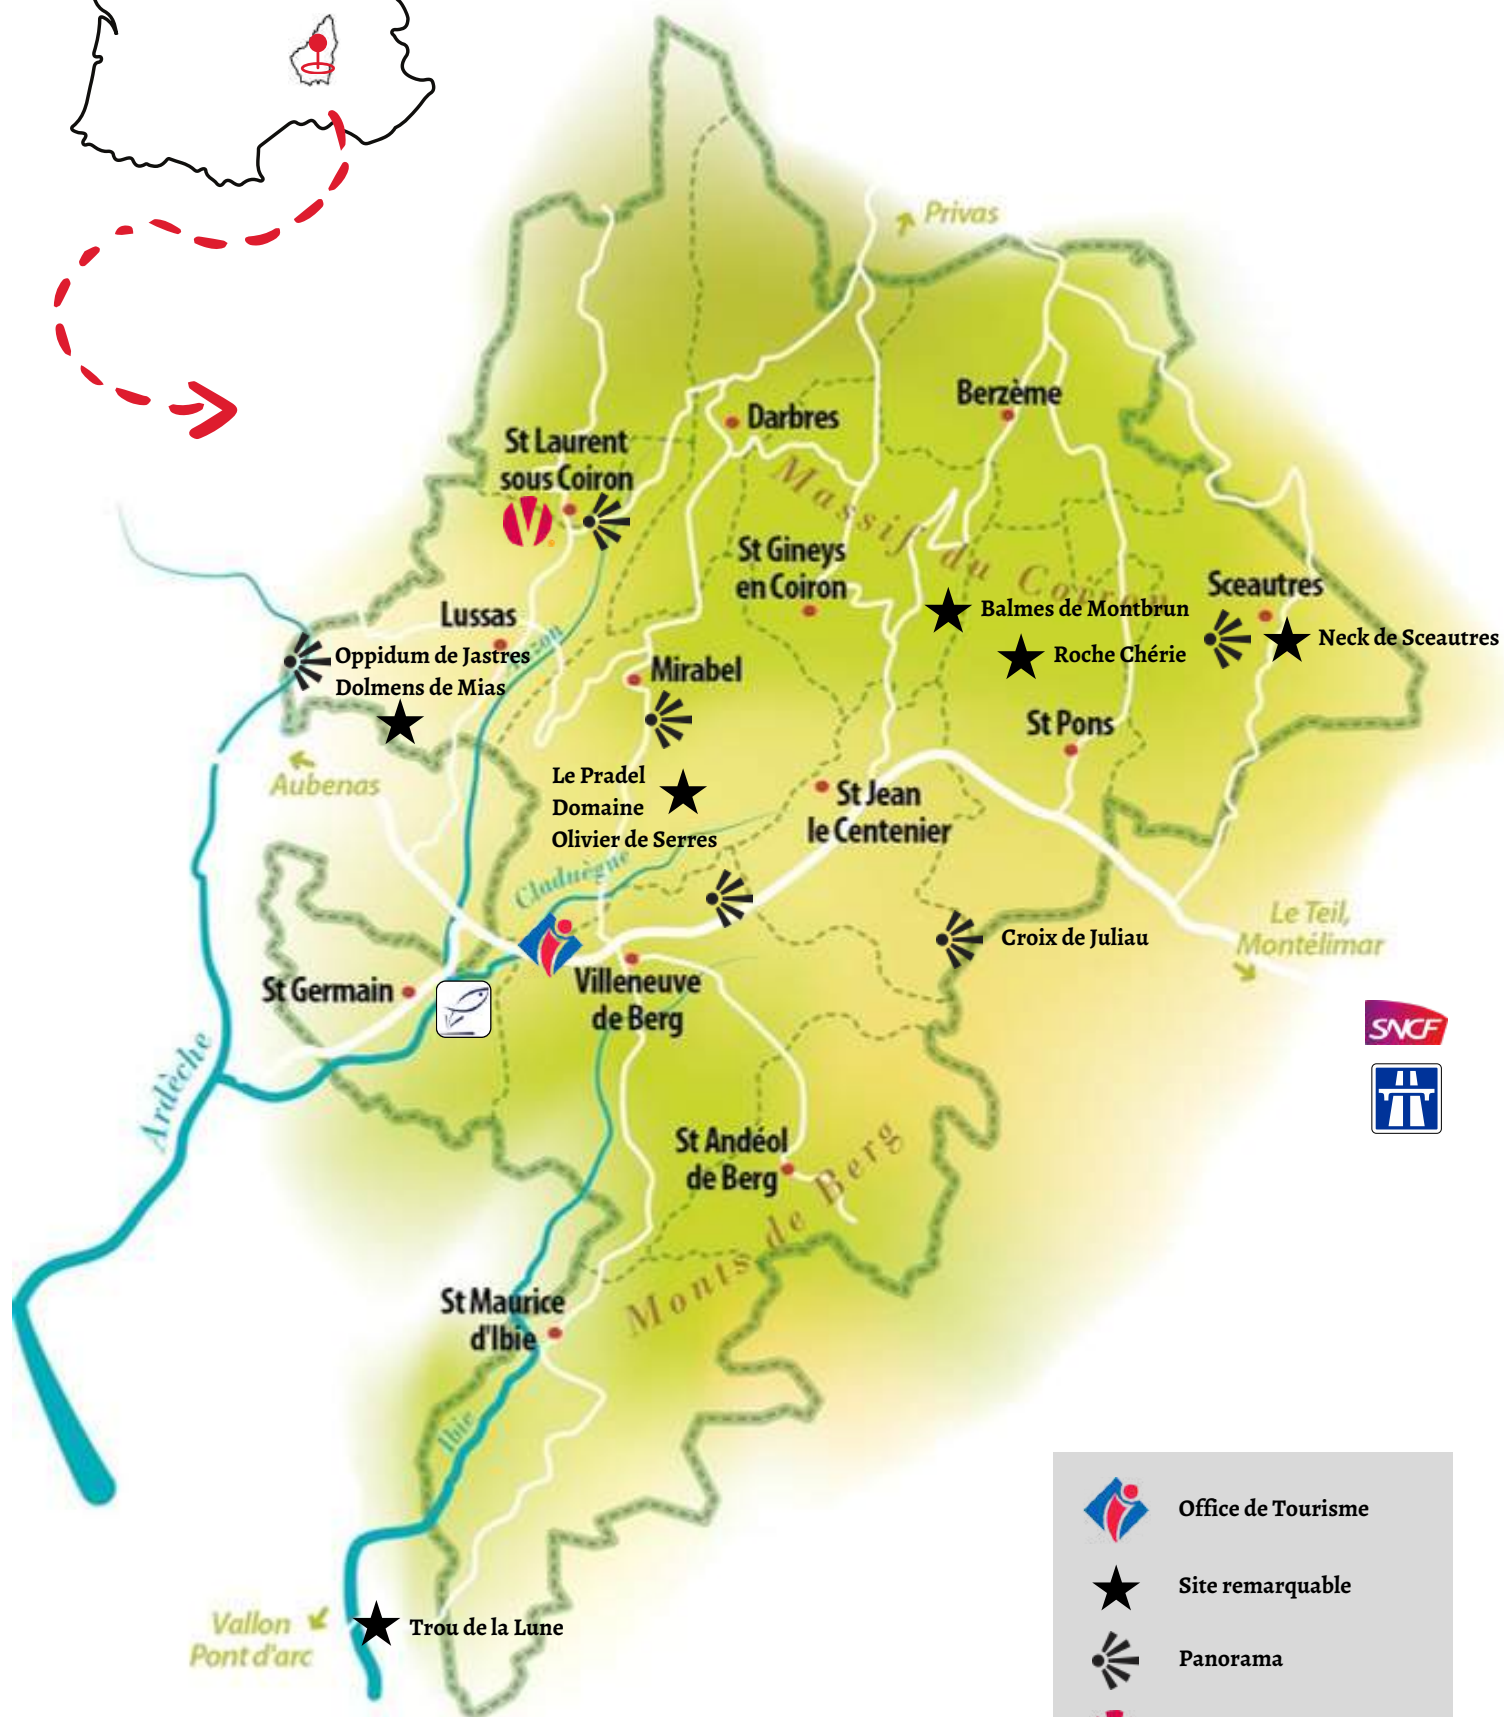 Privas
Berzème
Darbres
St Laurent
sous Coiron
Massif du Coiron
St Gineys
en Coiron
Sceautres
Balmes de Montbrun
Lussas
Neck de Sceautres
Oppidum de Jastres
Roche Chérie
Mirabel
Dolmens de Mias
St Pons
Aubenas
Le Pradel
Domaine
Olivier de Serres
St Jean
le Centenier
Claduègne
Le Teil,
Montélimar
Croix de Juliau
St Germain
Villeneuve
de Berg
SNCF
Ardèche
St Andéol
de Berg
Monts de Berg
St Maurice
d'Ibie
Ibie
Office de Tourisme
Site remarquable
Vallon
Pont d'arc
Trou de la Lune
Panorama